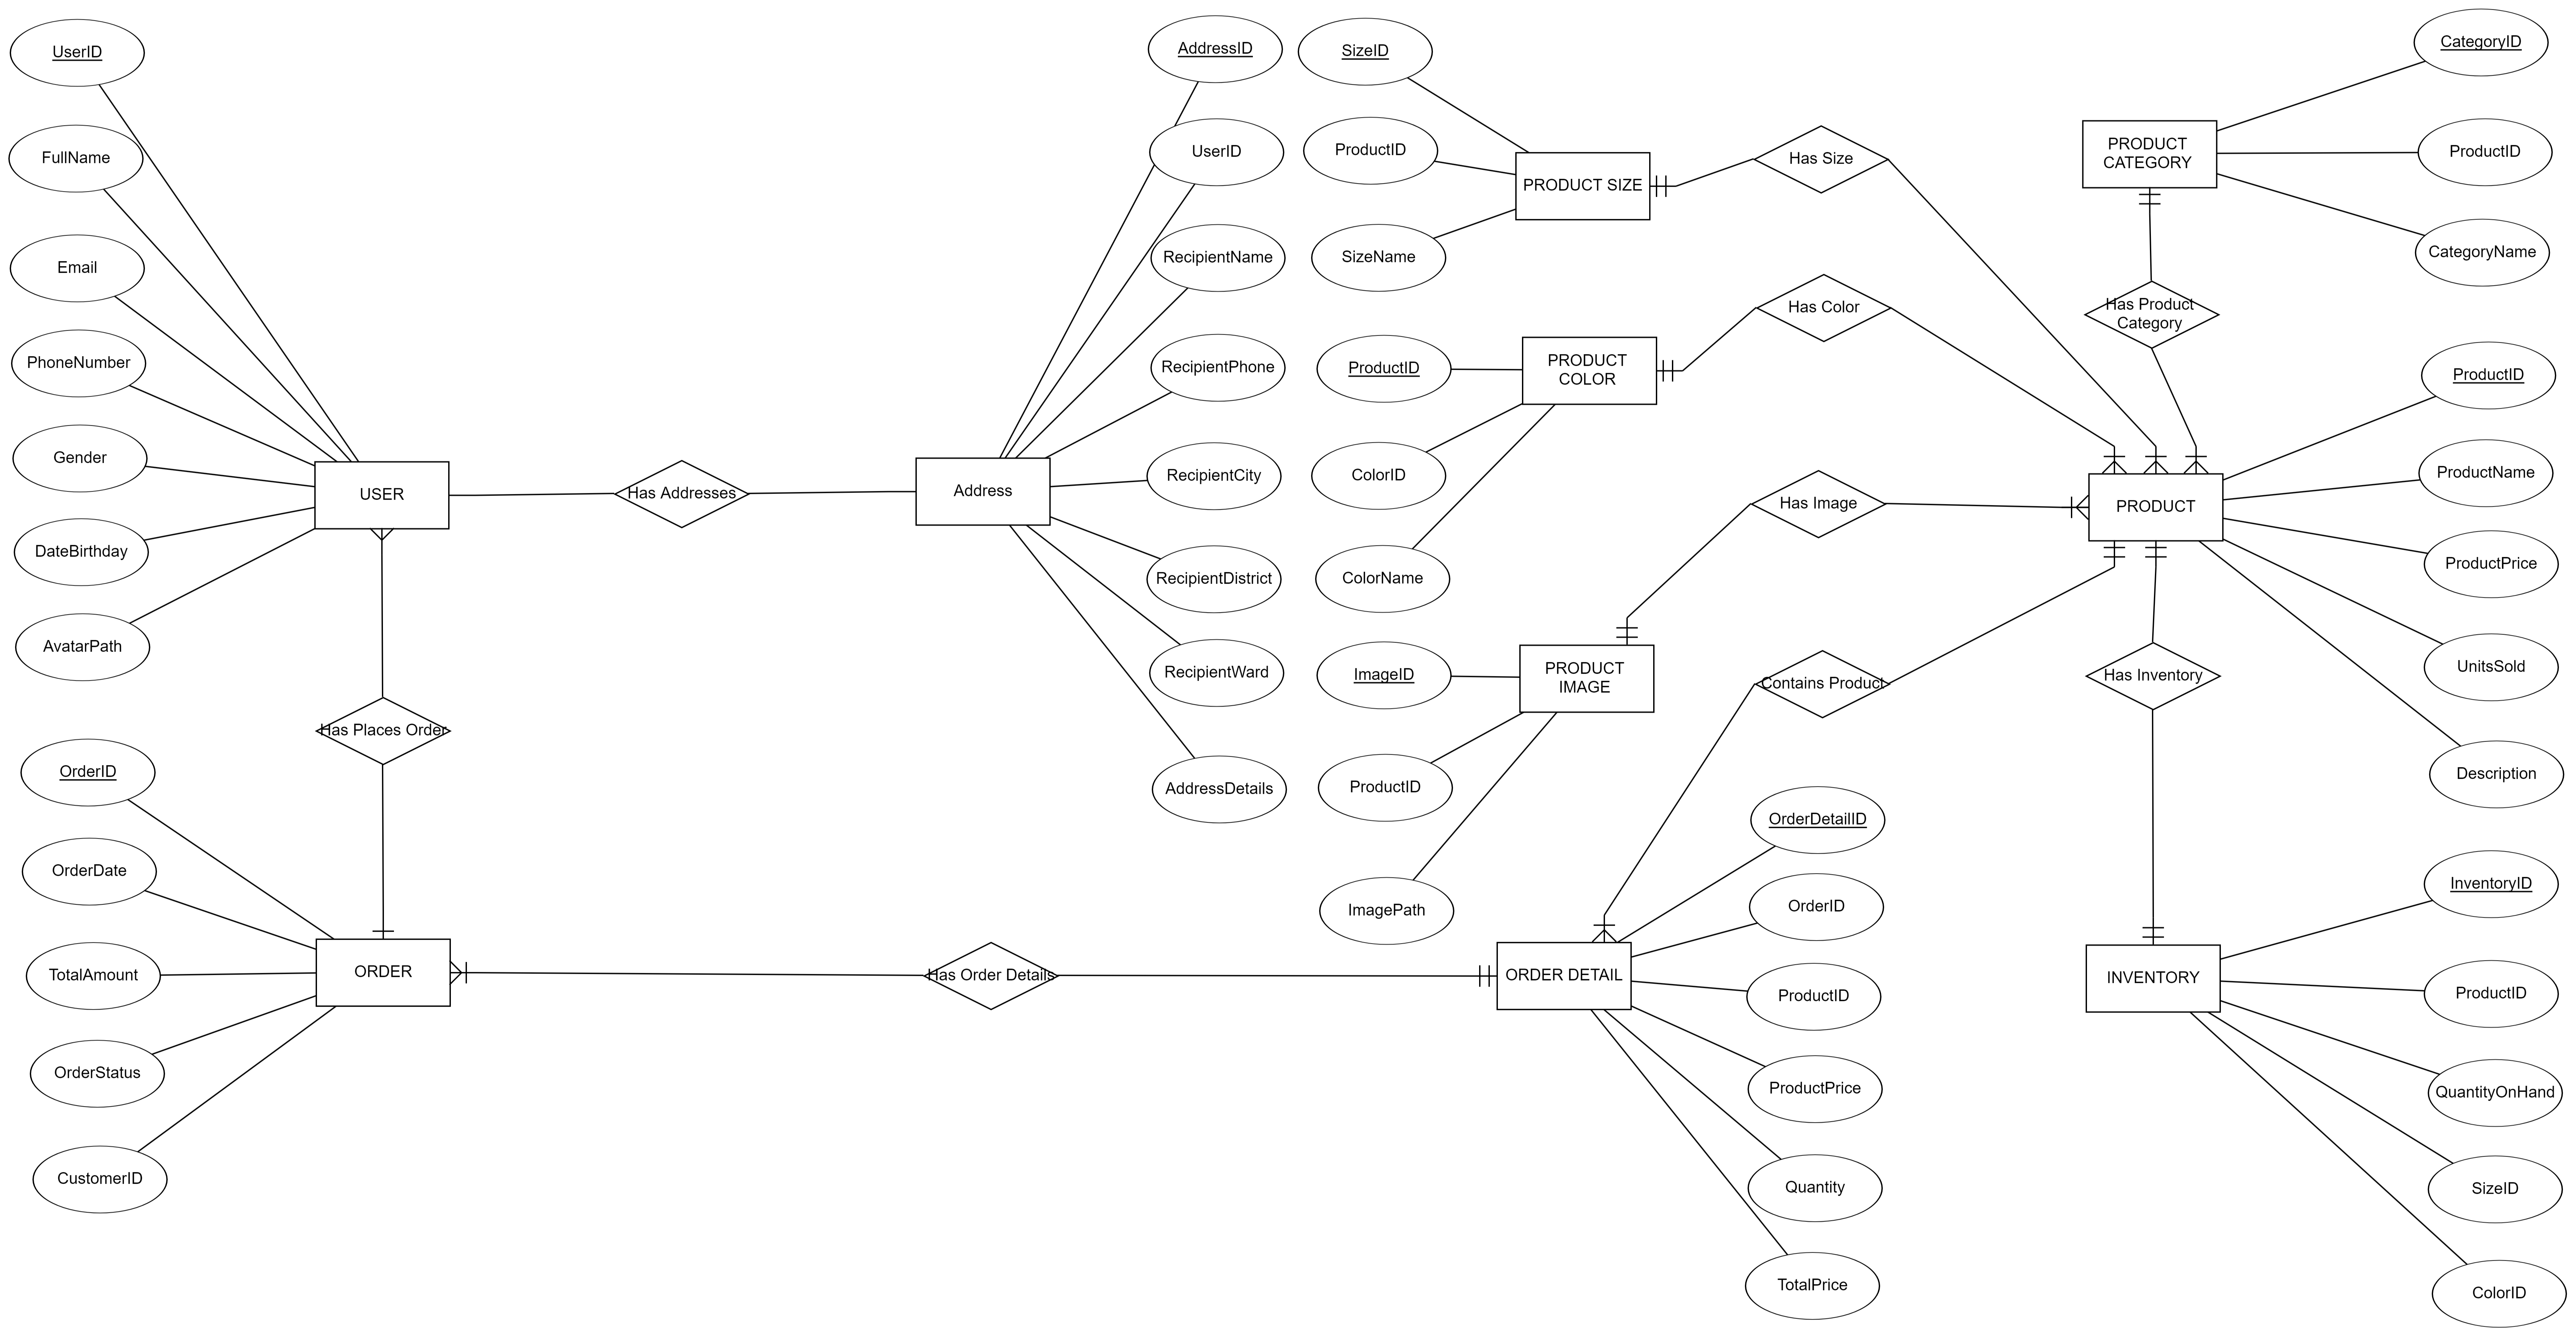 UserID
FullName
Email
PhoneNumber
Gender
DateBirthday
AvatarPath
USER
Has Addresses
Address
AddressID
UserID
RecipientName
RecipientPhone
RecipientCity
RecipientDistrict
RecipientWard
AddressDetails
Has Places Order
OrderID
OrderDate
TotalAmount
OrderStatus
CustomerID
ORDER
Has Order Details
SizeID
ProductID
SizeName
PRODUCT SIZE
Has Size
ProductID
ColorID
ColorName
PRODUCT
COLOR
Has Color
ImageID
ProductID
ImagePath
PRODUCT
IMAGE
Has Image
Contains Product
ORDER DETAIL
OrderDetailID
OrderID
ProductID
ProductPrice
Quantity
TotalPrice
PRODUCT
CATEGORY
CategoryID
ProductID
CategoryName
Has Product
Category
PRODUCT
ProductID
ProductName
ProductPrice
UnitsSold
Description
Has Inventory
INVENTORY
InventoryID
ProductID
QuantityOnHand
SizeID
ColorID